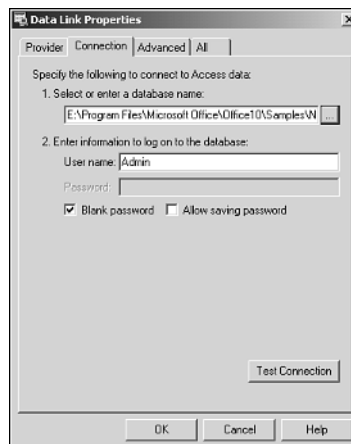 Data Link Properties
Provider Connection Advanced All
Specify the following to connect to Access data:
1. Select or enter a database name:
E:\Program Files\Microsoft Office\Office10\Samples\N ...
2. Enter information to log on to the database:
User name: Admin
Password:
Blank password Allow saving password
Test Connection
OK Cancel Help